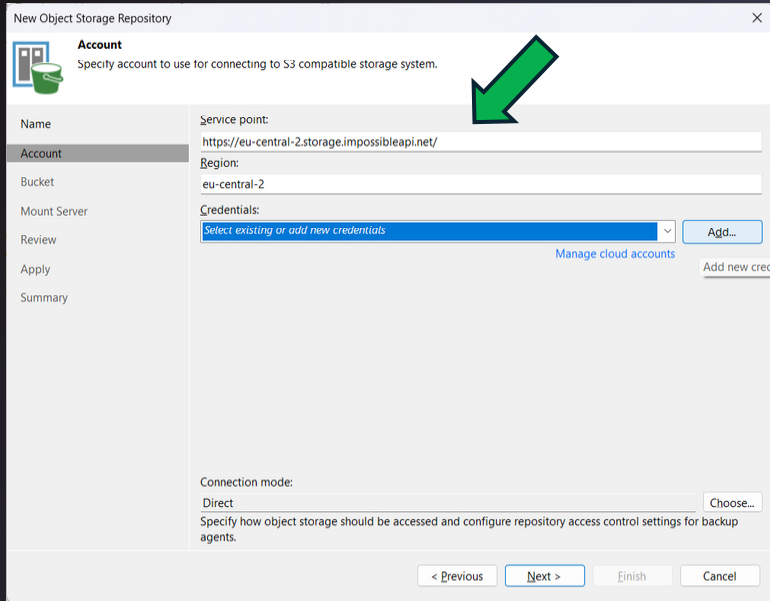 New Object Storage Repository
Account
Specify account to use for connecting to S3 compatible storage system.
Name
Account
Bucket
Mount Server
Review
Apply
Summary
Service point:
https://eu-central-2.storage.impossibleapi.net/
Region:
eu-central-2
Credentials:
Select existing or add new credentials
Add...
Manage cloud accounts
Add new cred
Connection mode:
Direct
Choose...
Specify how object storage should be accessed and configure repository access control settings for backup
agents.
< Previous
Next >
Finish
Cancel